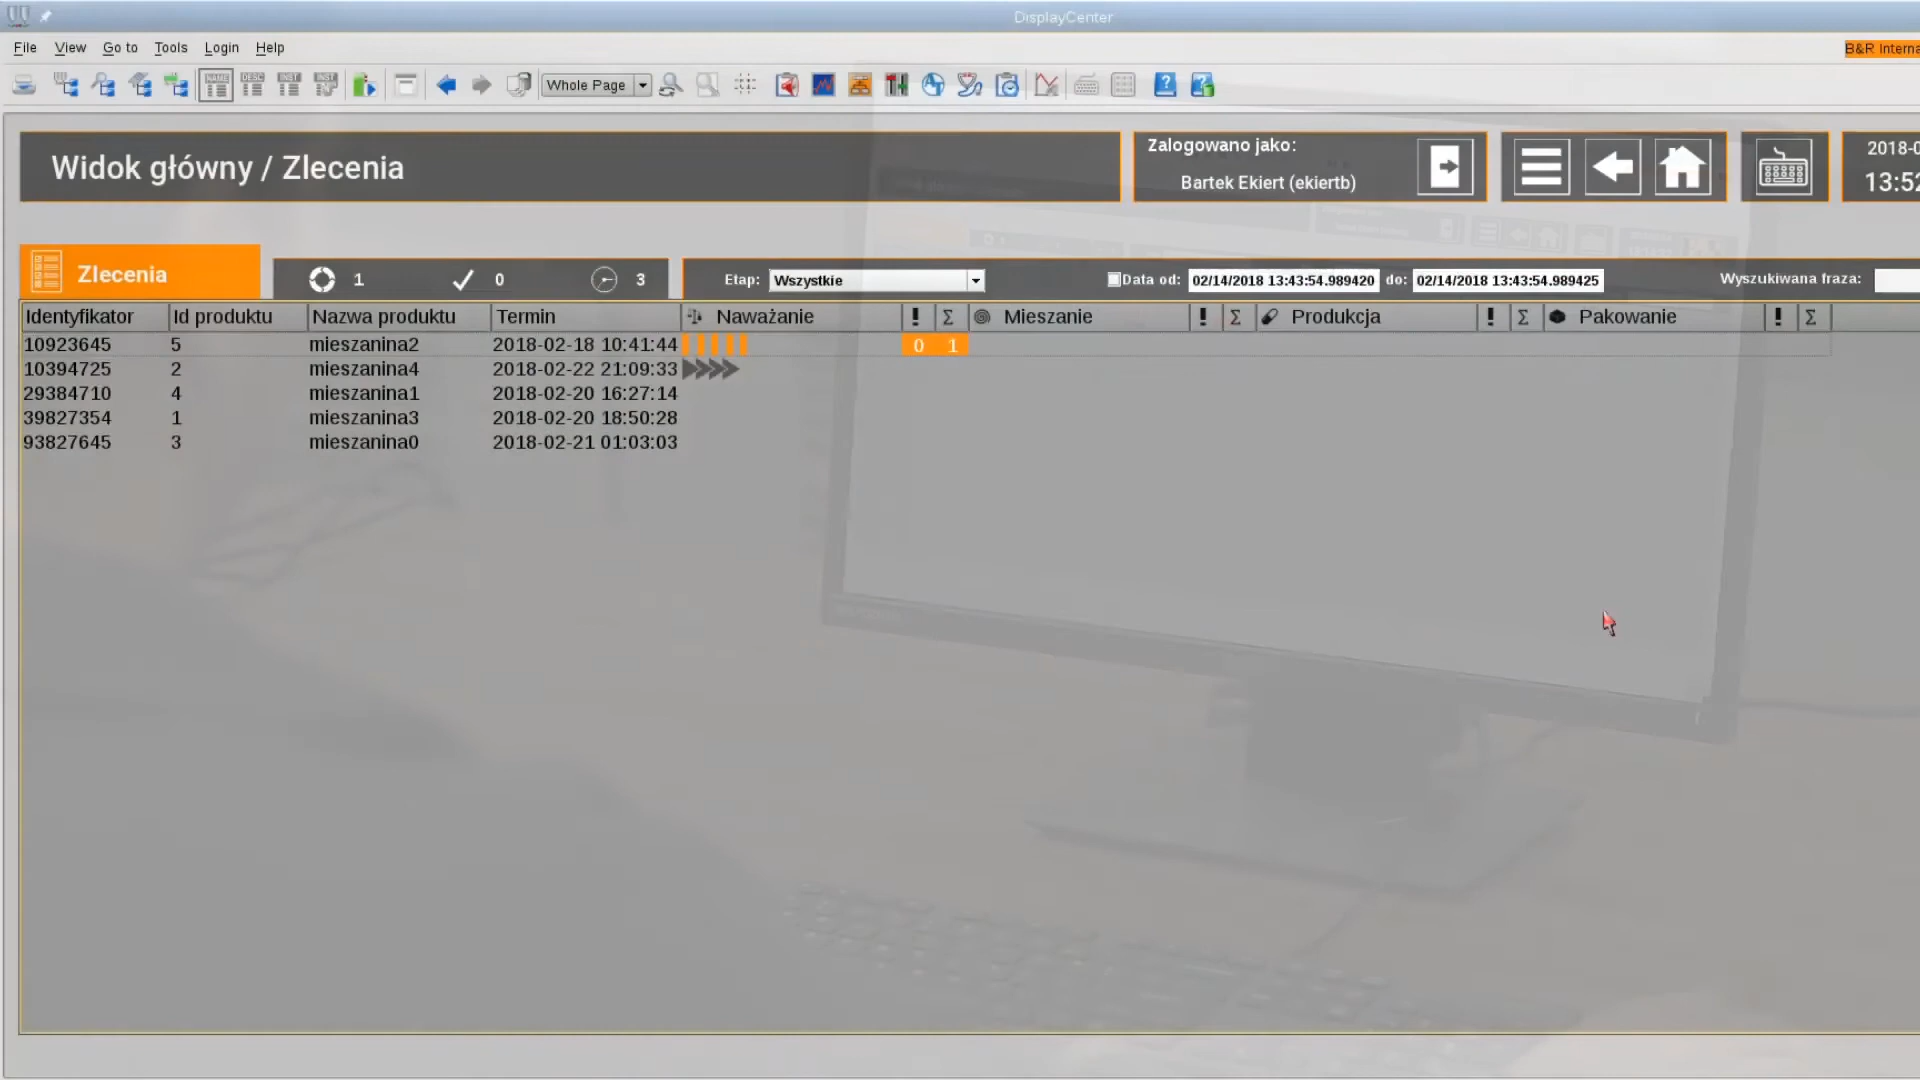 DisplayCenter
File View Go to Tools Login Help
B&R Interna
NAME DESC INST INST
Whole Page
Widok główny / Zlecenia
Zalogowano jako:
Bartek Ekiert (ekiertb)
2018-0
13:52
Zlecenia
1 0 3
Etap: Wszystkie
Data od: 02/14/2018 13:43:54.989420 do: 02/14/2018 13:43:54.989425
Wyszukiwana fraza:
Identyfikator Id produktu Nazwa produktu Termin Naważanie ! Σ Mieszanie ! Σ Produkcja ! Σ Pakowanie ! Σ
10923645 5 mieszanina2 2018-02-18 10:41:44 0 1
10394725 2 mieszanina4 2018-02-22 21:09:33
29384710 4 mieszanina1 2018-02-20 16:27:14
39827354 1 mieszanina3 2018-02-20 18:50:28
93827645 3 mieszanina0 2018-02-21 01:03:03